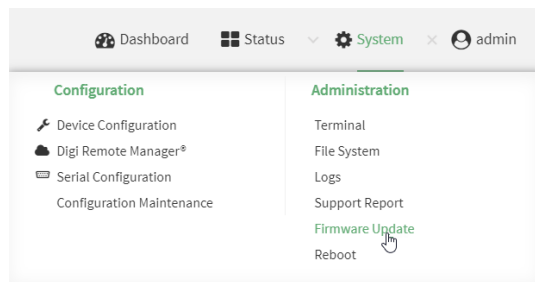 Dashboard Status System admin
Configuration
Device Configuration
Digi Remote Manager®
Serial Configuration
Configuration Maintenance
Administration
Terminal
File System
Logs
Support Report
Firmware Update
Reboot